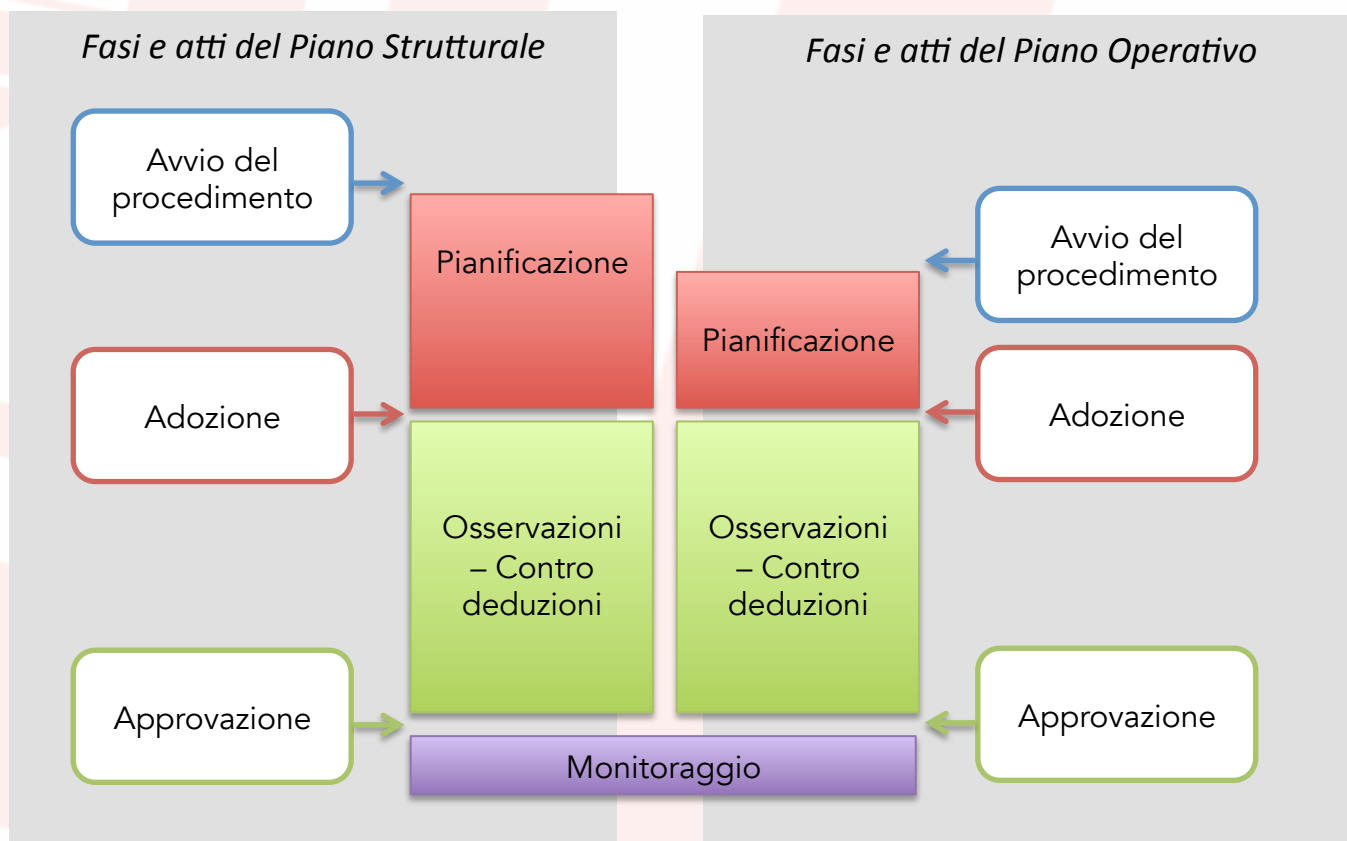 Fasi e atti del Piano Strutturale
Avvio del
procedimento
Pianificazione
Adozione
Osservazioni
– Contro
deduzioni
Approvazione
Fasi e atti del Piano Operativo
Avvio del
procedimento
Pianificazione
Adozione
Osservazioni
– Contro
deduzioni
Approvazione
Monitoraggio